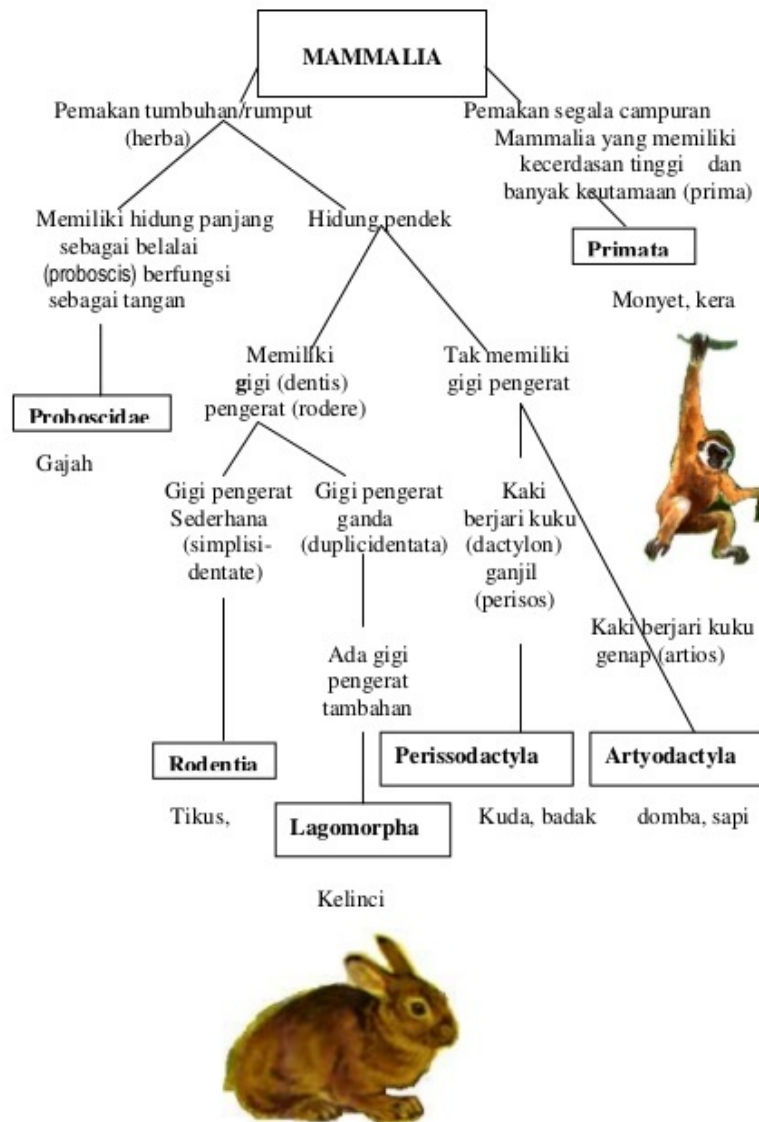 MAMMALIA
Pemakan tumbuhan/rumput
(herba)
Pemakan segala campuran
Mammalia yang memiliki
kecerdasan tinggi dan
banyak keutamaan (prima)
Memiliki hidung panjang
sebagai belalai
(proboscis) berfungsi
sebagai tangan
Hidung pendek
Primata
Monyet, kera
Memiliki
gigi (dentis)
pengerat (rodere)
Tak memiliki
gigi pengerat
Proboscidae
Gajah
Gigi pengerat
Sederhana
(simplisi-
dentate)
Gigi pengerat
ganda
(duplicidentata)
Kaki
berjari kuku
(dactylon)
ganjil
(perisos)
Kaki berjari kuku
genap (artios)
Ada gigi
pengerat
tambahan
Rodentia
Tikus,
Lagomorpha
Kelinci
Perissodactyla
Kuda, badak
Artyodactyla
domba, sapi